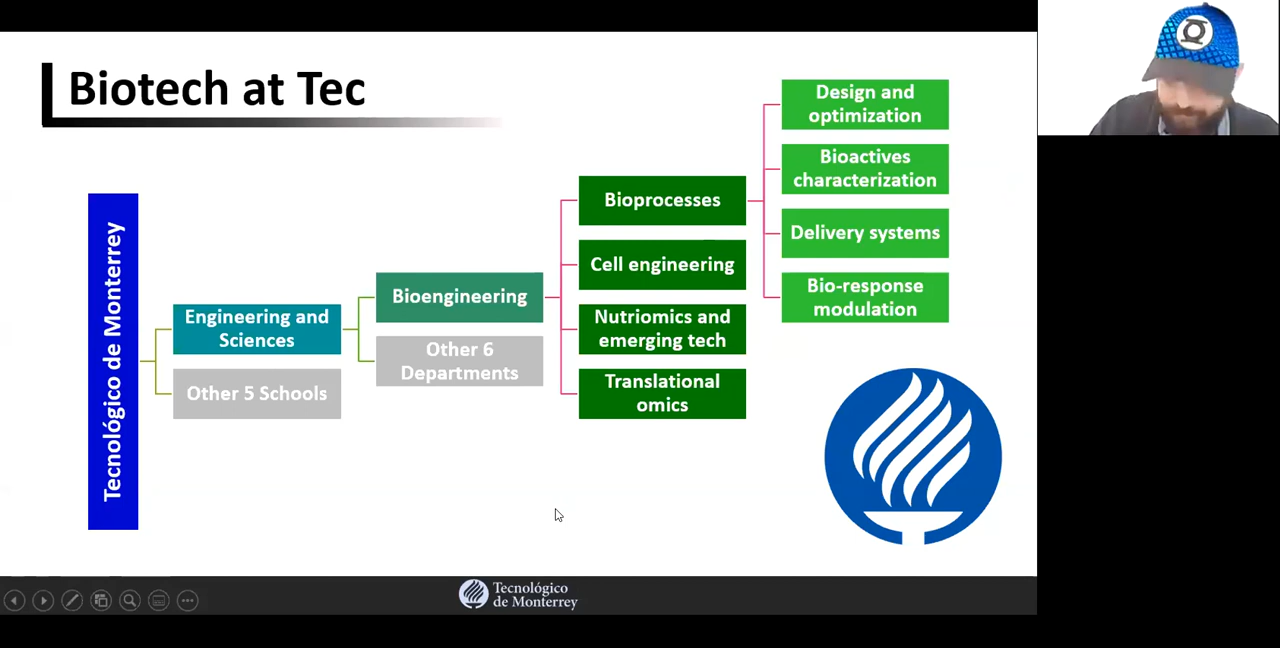 Biotech at Tec
Tecnológico de Monterrey
Engineering and
Sciences
Other 5 Schools
Bioengineering
Other 6
Departments
Bioprocesses
Cell engineering
Nutriomics and
emerging tech
Translational
omics
Design and
optimization
Bioactives
characterization
Delivery systems
Bio-response
modulation
Tecnológico
de Monterrey